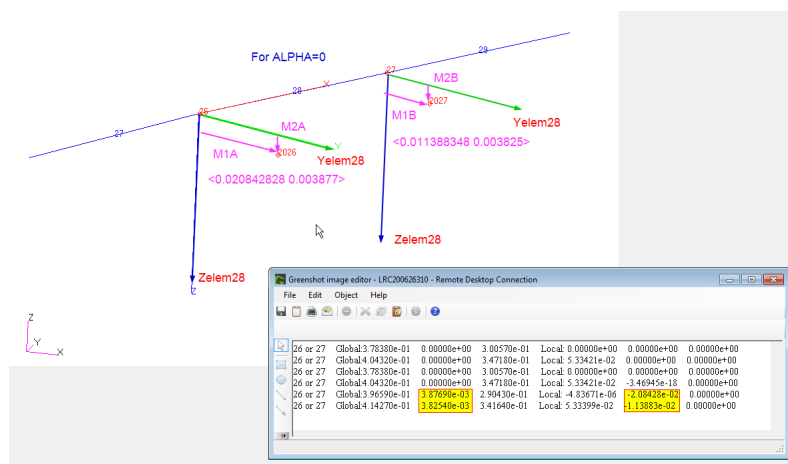 For ALPHA=0
29
27
X
28
M2B
2027
M1B
26
Yelem28
27
M2A
<0.011388348 0.003825>
Y
M1A
2026
Yelem28
<0.020842828 0.003877>
Zelem28
Zelem28
Z
Z
Y
X
Greenshot image editor - LRC200626310 - Remote Desktop Connection
File Edit Object Help
26 or 27 Global:3.78380e-01 0.00000e+00 3.00570e-01 Local: 0.00000e+00 0.00000e+00 0.00000e+00
26 or 27 Global:4.04320e-01 0.00000e+00 3.47180e-01 Local: 5.33421e-02 0.00000e+00 0.00000e+00
26 or 27 Global:3.78380e-01 0.00000e+00 3.00570e-01 Local: 0.00000e+00 0.00000e+00 0.00000e+00
26 or 27 Global:4.04320e-01 0.00000e+00 3.47180e-01 Local: 5.33421e-02 -3.46945e-18 0.00000e+00
26 or 27 Global:3.96590e-01 3.87690e-03 2.90430e-01 Local: -4.83671e-06 -2.08428e-02 0.00000e+00
26 or 27 Global:4.14270e-01 3.82540e-03 3.41640e-01 Local: 5.33399e-02 -1.13883e-02 0.00000e+00